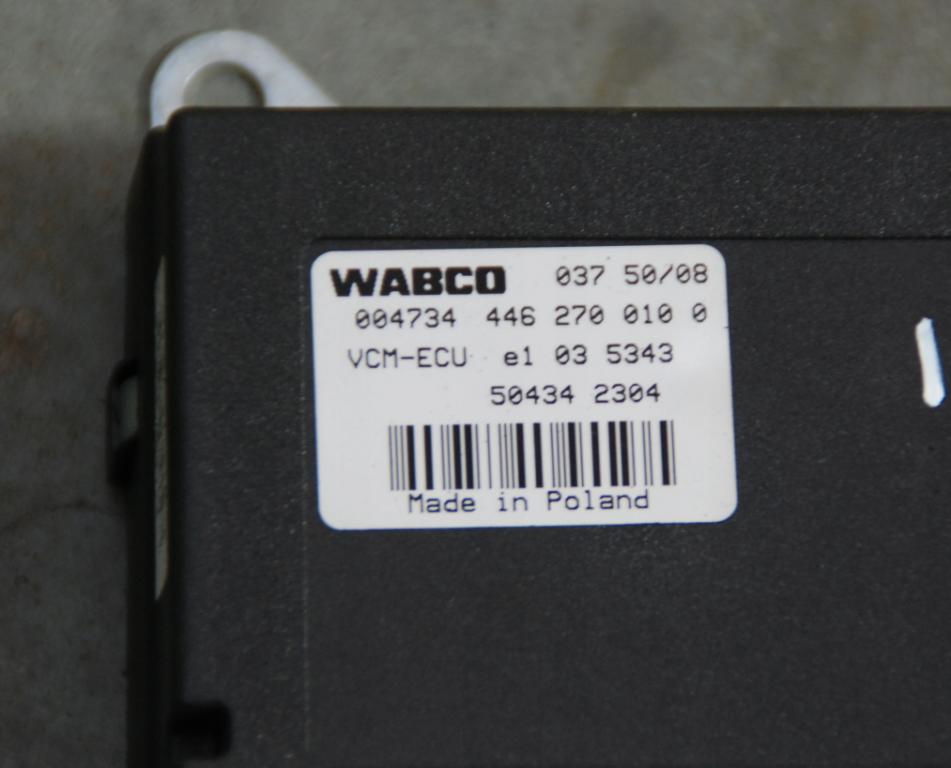 WABCO 037 50/08
004734 446 270 010 0
VCM-ECU e1 03 5343
50434 2304
Made in Poland